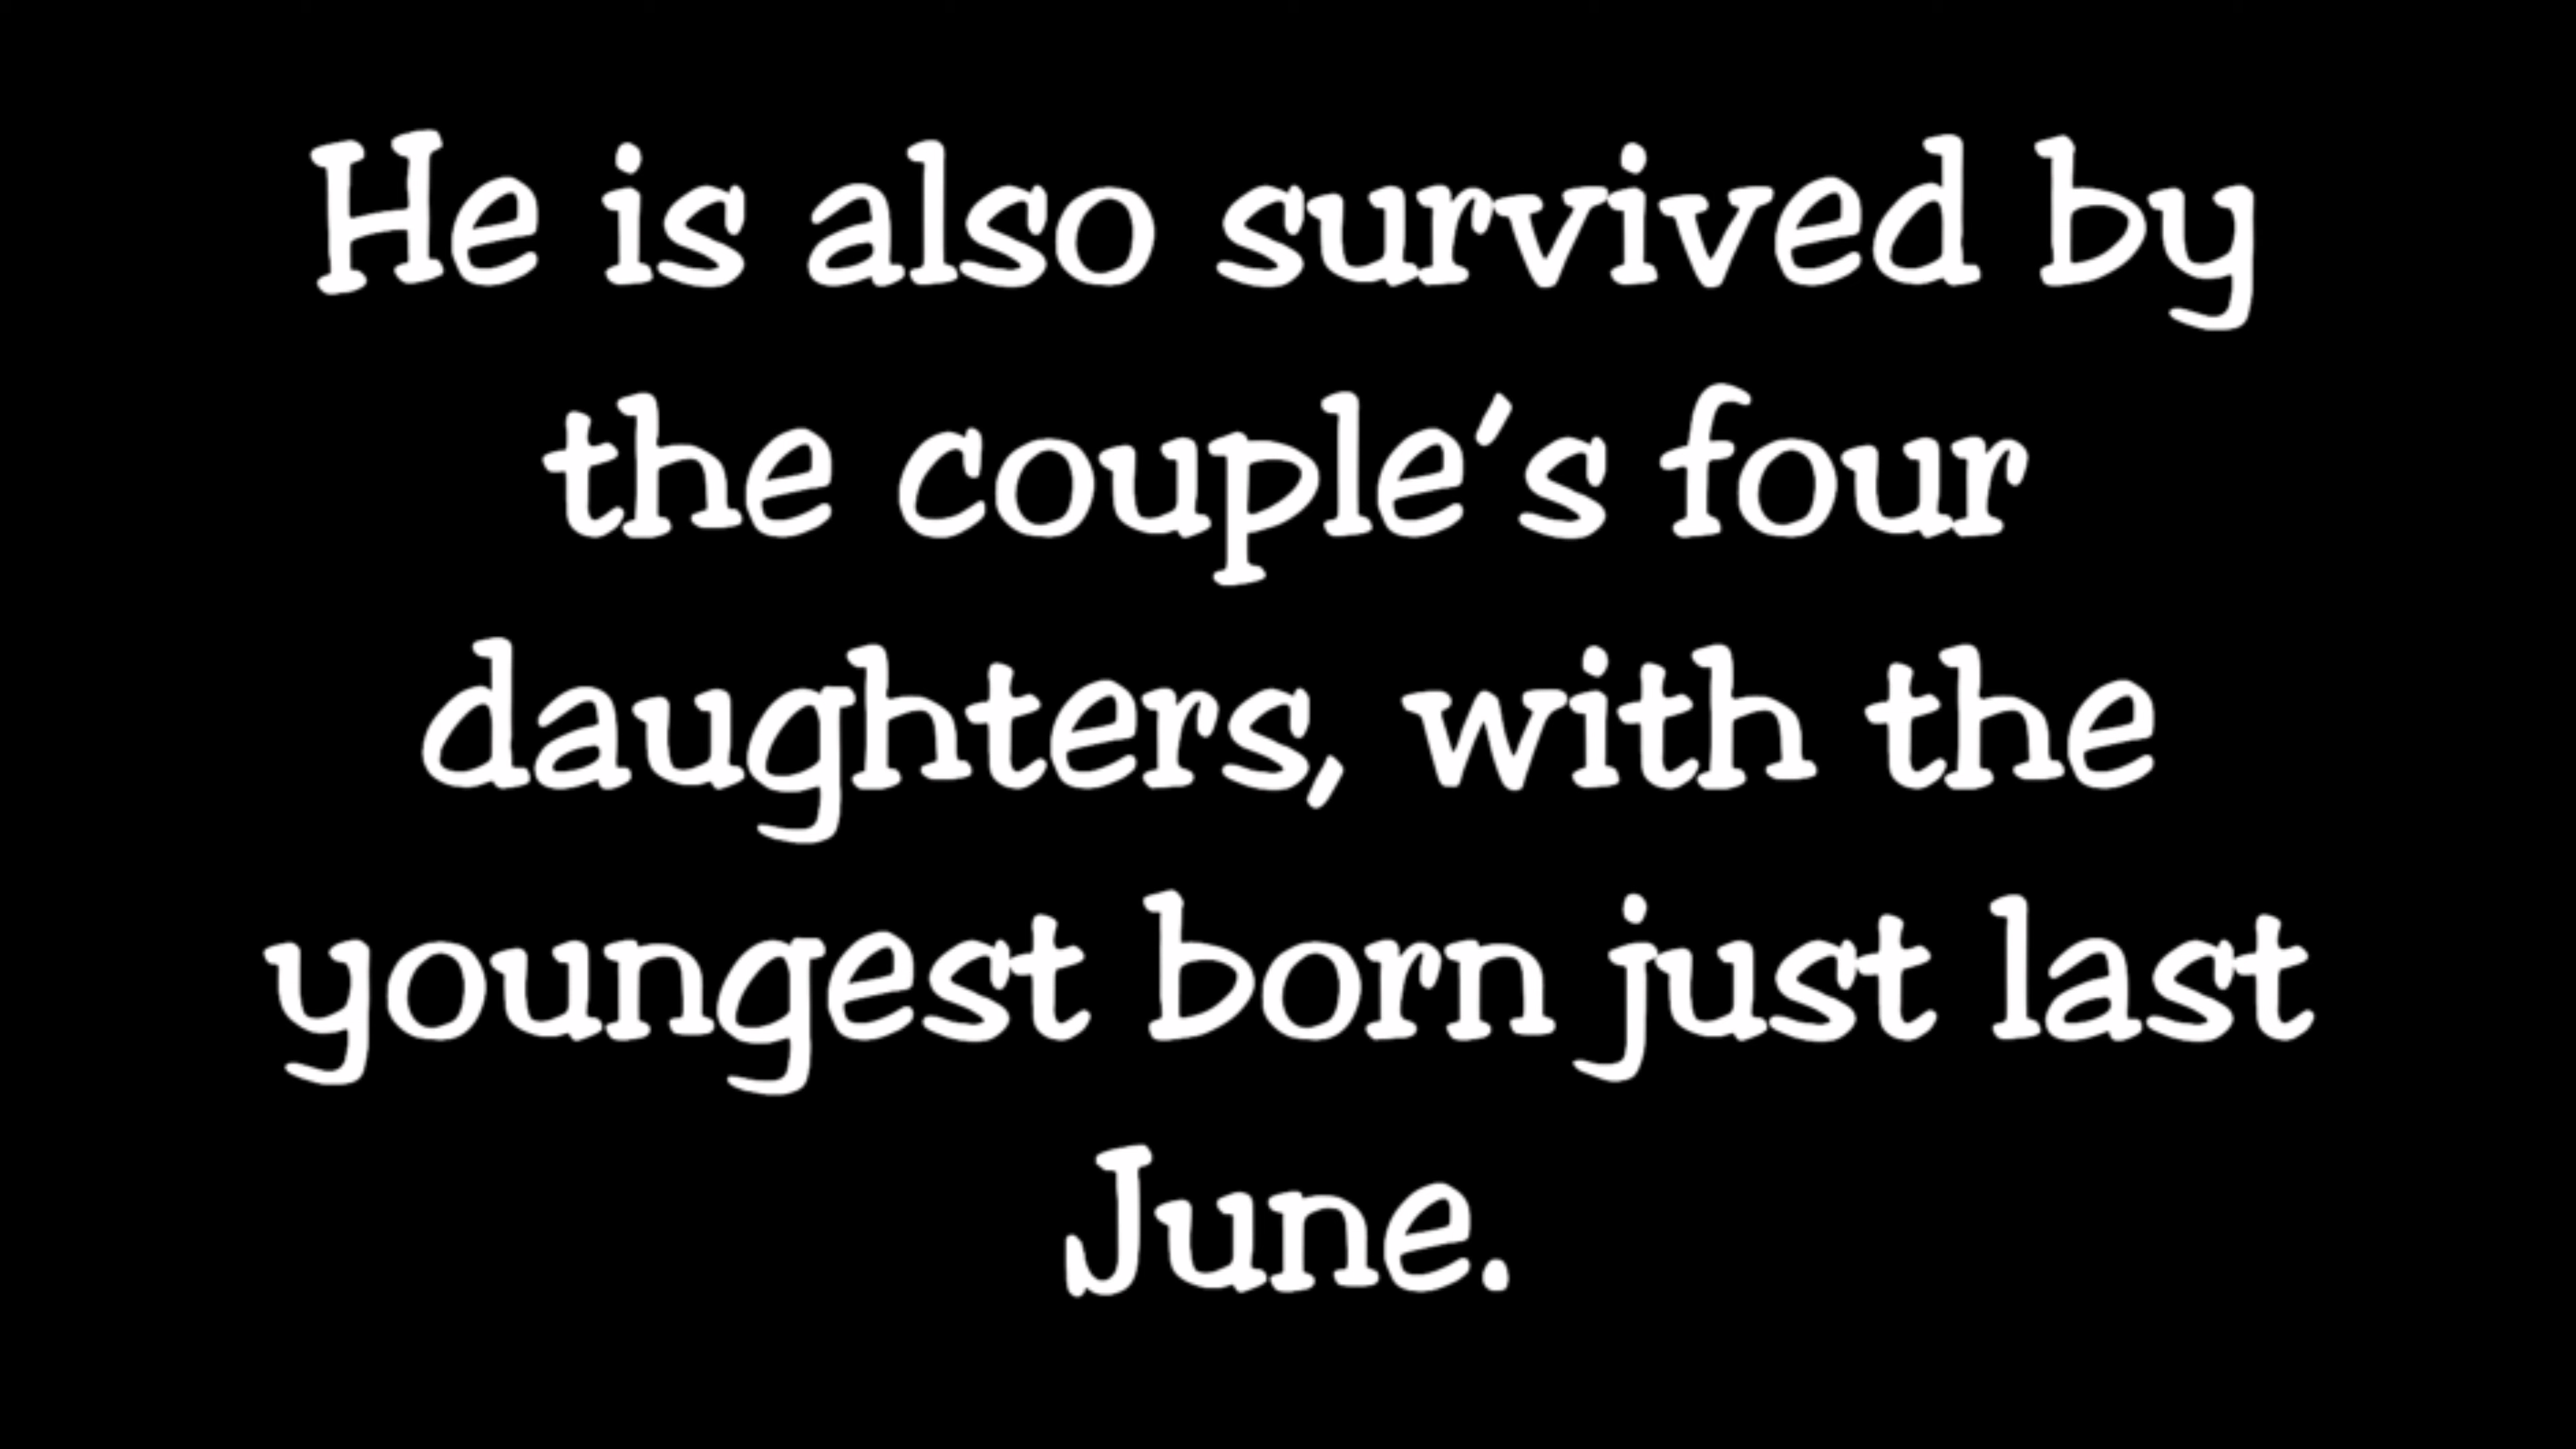 He is also survived by
the couple's four
daughters, with the
youngest born just last
June.